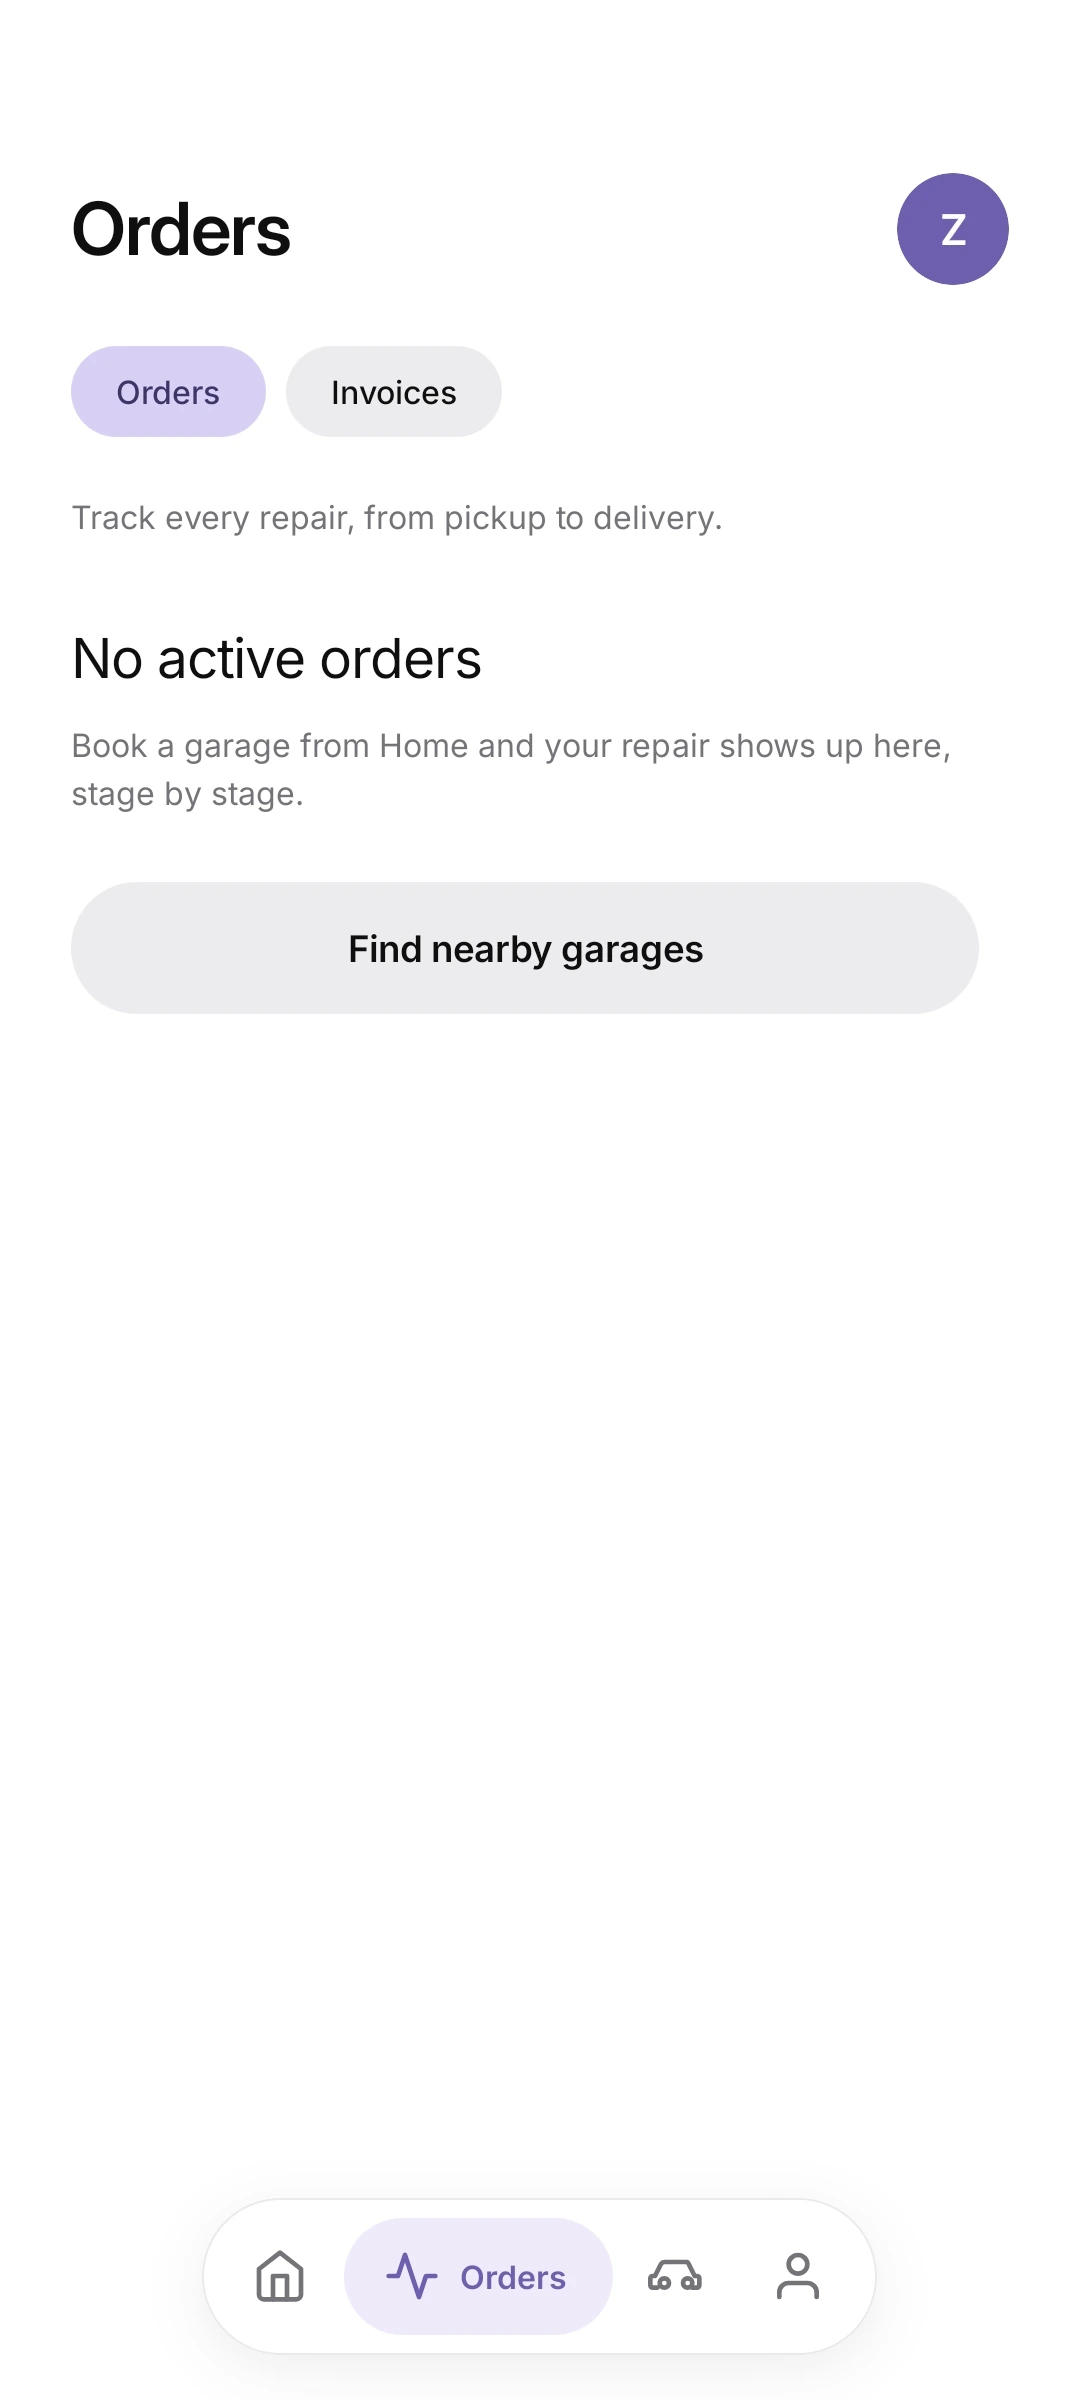 Orders
Z
Orders
Invoices
Track every repair, from pickup to delivery.
No active orders
Book a garage from Home and your repair shows up here,
stage by stage.
Find nearby garages
Orders